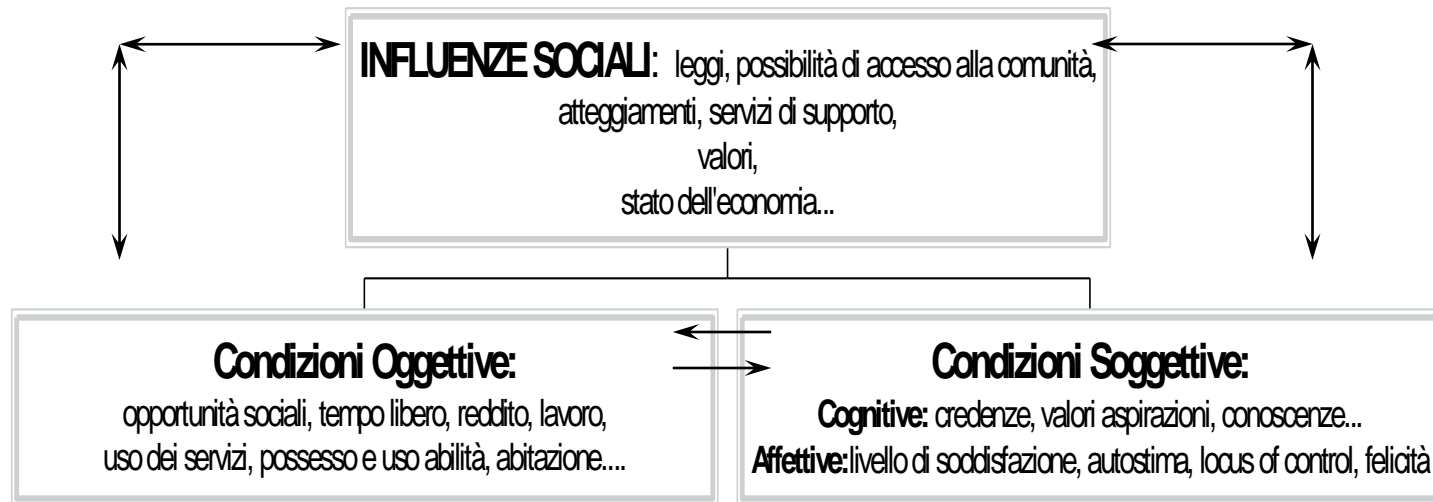 INFLUENZE SOCIALI: leggi, possibilità di accesso alla comunità,
atteggiamenti, servizi di supporto,
valori,
stato dell'economia...
Condizioni Oggettive:
opportunità sociali, tempo libero, reddito, lavoro,
uso dei servizi, possesso e uso abilità, abitazione....
Condizioni Soggettive:
Cognitive: credenze, valori aspirazioni, conoscenze...
Affettive:livello di soddisfazione, autostima, locus of control, felicità